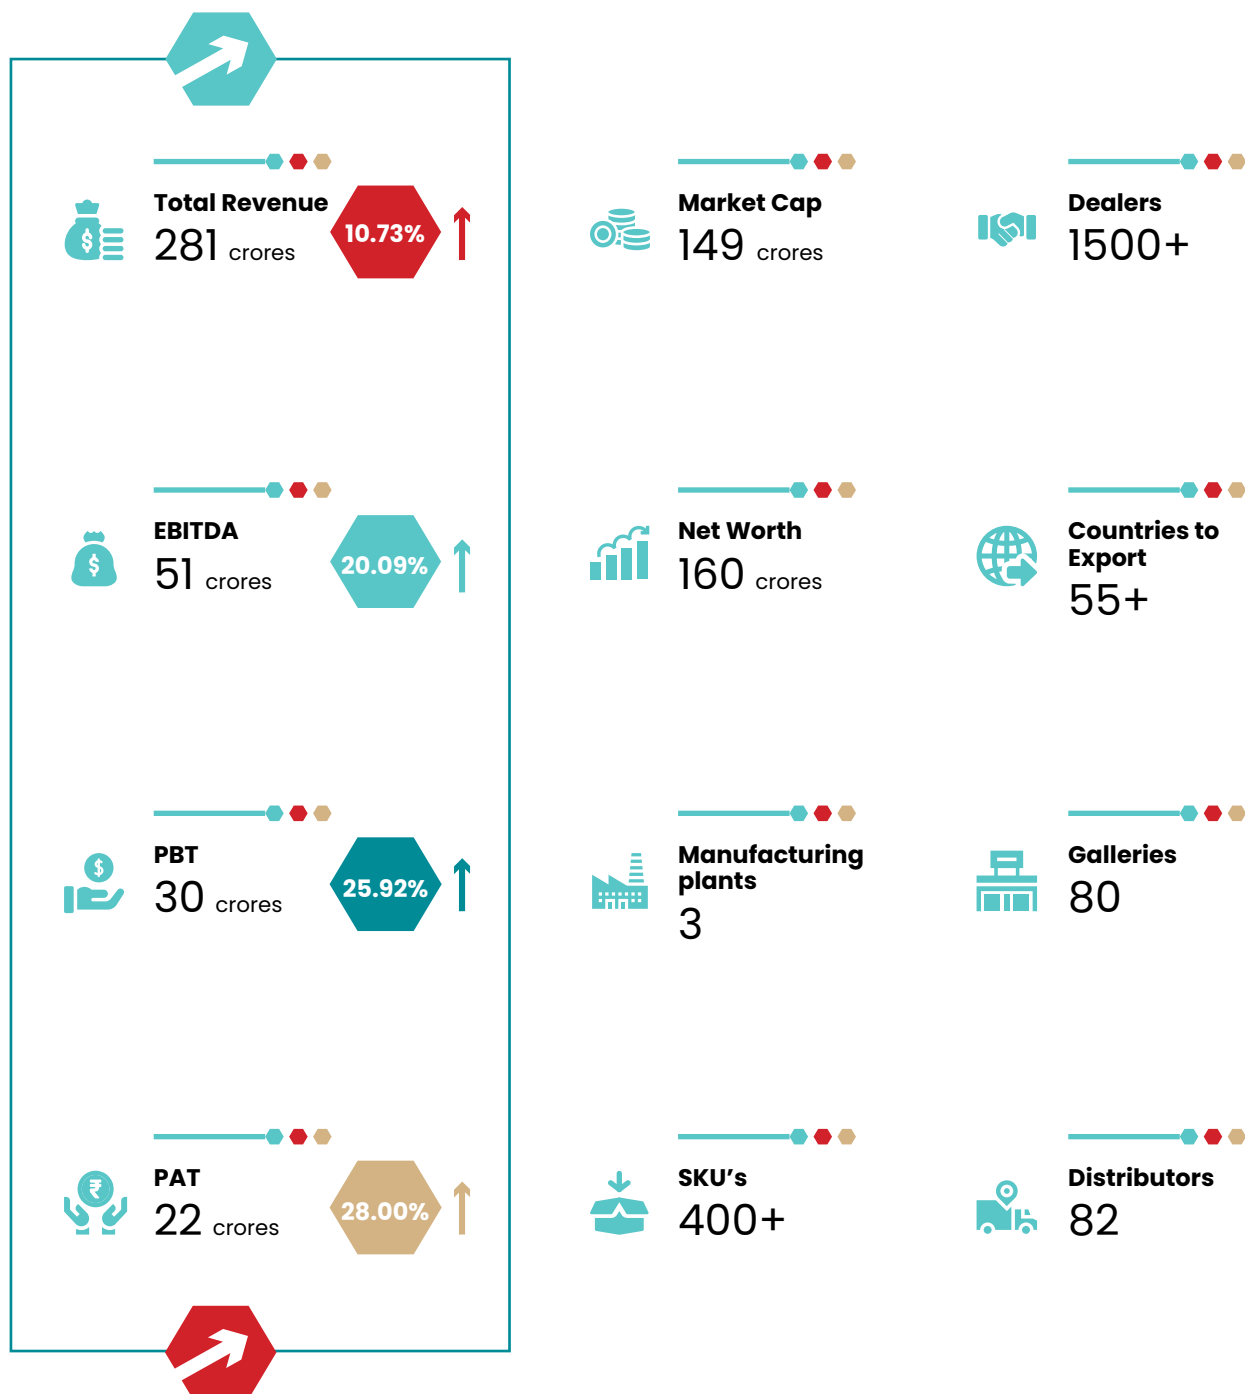 Total Revenue
281 crores
10.73%
Market Cap
149 crores
Dealers
1500+
EBITDA
51 crores
20.09%
Net Worth
160 crores
Countries to
Export
55+
PBT
30 crores
25.92%
Manufacturing
plants
3
Galleries
80
PAT
22 crores
28.00%
SKU’s
400+
Distributors
82